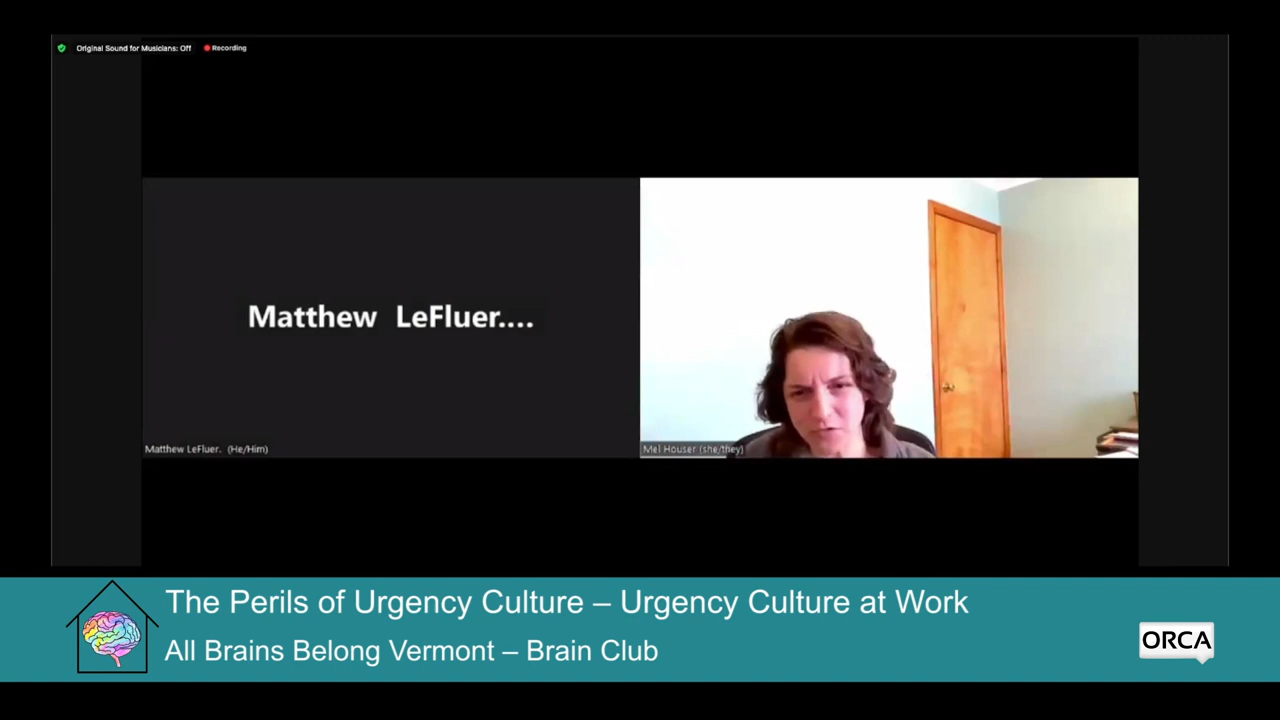 Original Sound for Musicians: Off
Recording
Matthew LeFluer....
Matthew LeFluer. (He/Him)
Mel Houser (she/they)
The Perils of Urgency Culture – Urgency Culture at Work
All Brains Belong Vermont – Brain Club
ORCA